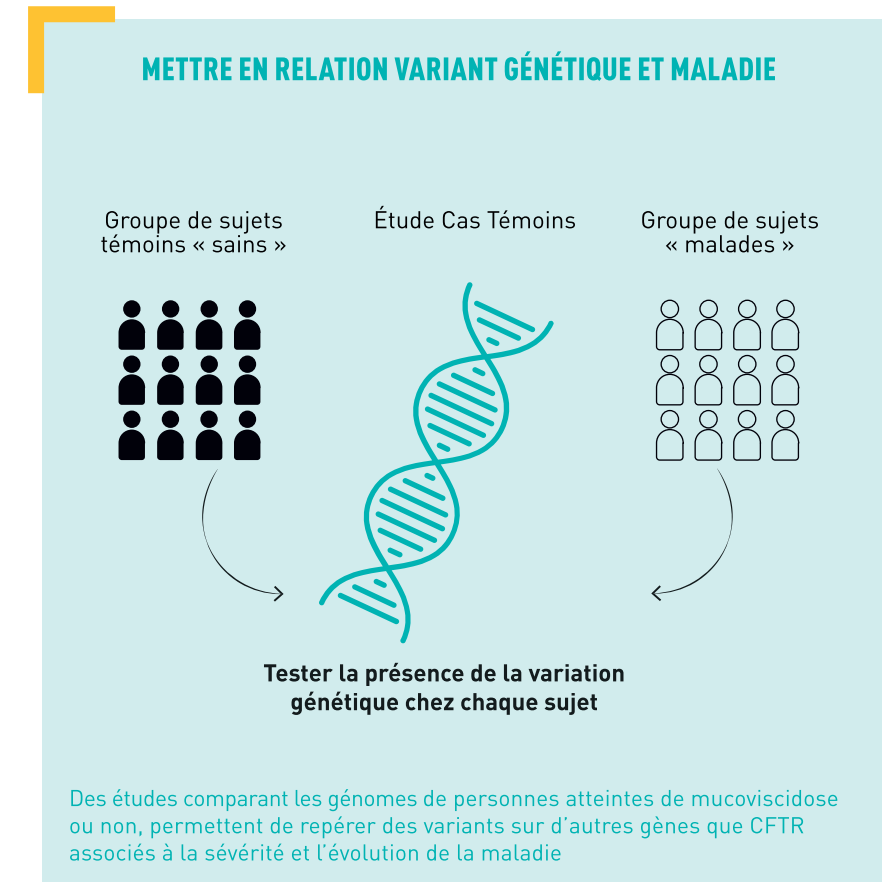 METTRE EN RELATION VARIANT GÉNÉTIQUE ET MALADIE
Groupe de sujets
témoins « sains »
Étude Cas Témoins
Groupe de sujets
« malades »
Tester la présence de la variation
génétique chez chaque sujet
Des études comparant les génomes de personnes atteintes de mucoviscidose
ou non, permettent de repérer des variants sur d’autres gènes que CFTR
associés à la sévérité et l’évolution de la maladie